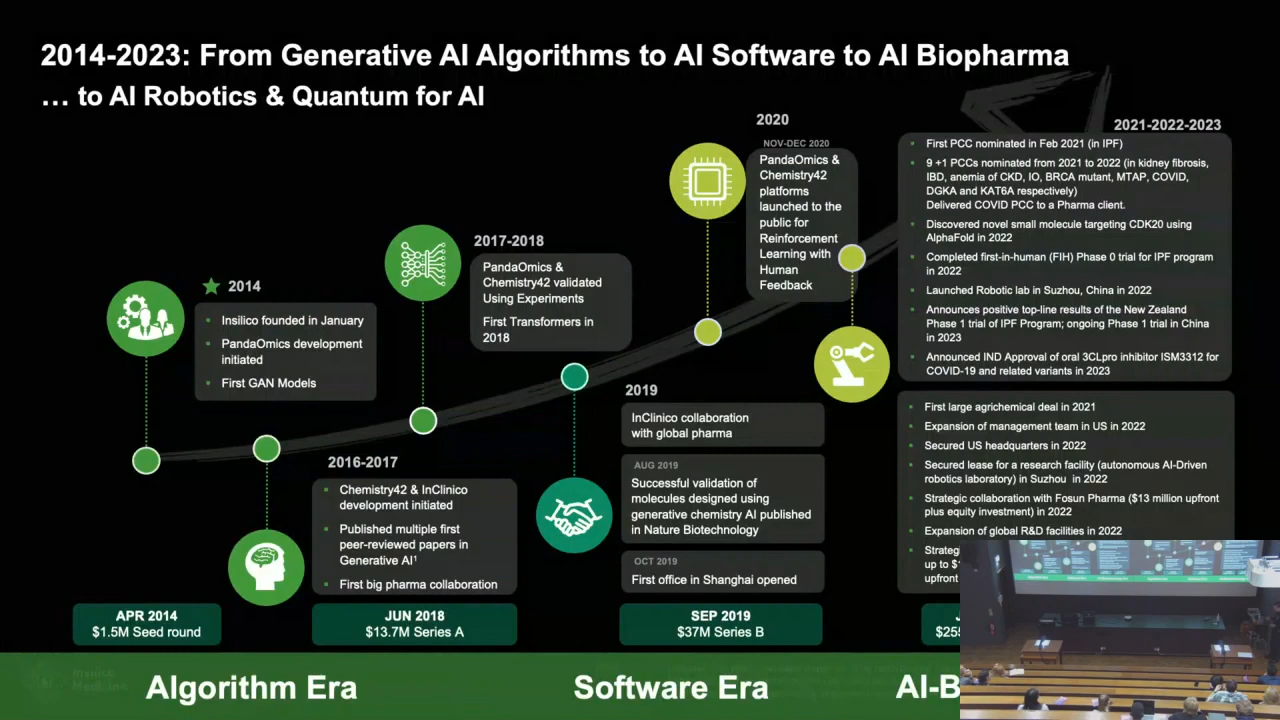 2014-2023: From Generative AI Algorithms to AI Software to AI Biopharma
… to AI Robotics & Quantum for AI
2014
Insilico founded in January
PandaOmics development
initiated
First GAN Models
2016-2017
Chemistry42 & InClinico
development initiated
Published multiple first
peer-reviewed papers in
Generative AI¹
First big pharma collaboration
2017-2018
PandaOmics &
Chemistry42 validated
Using Experiments
First Transformers in
2018
2019
InClinico collaboration
with global pharma
AUG 2019
Successful validation of
molecules designed using
generative chemistry AI published
in Nature Biotechnology
OCT 2019
First office in Shanghai opened
2020
NOV-DEC 2020
PandaOmics &
Chemistry42
platforms
launched to the
public for
Reinforcement
Learning with
Human
Feedback
2021-2022-2023
First PCC nominated in Feb 2021 (in IPF)
9 +1 PCCs nominated from 2021 to 2022 (in kidney fibrosis,
IBD, anemia of CKD, IO, BRCA mutant, MTAP, COVID,
DGKA and KAT6A respectively)
Delivered COVID PCC to a Pharma client.
Discovered novel small molecule targeting CDK20 using
AlphaFold in 2022
Completed first-in-human (FIH) Phase 0 trial for IPF program
in 2022
Launched Robotic lab in Suzhou, China in 2022
Announces positive top-line results of the New Zealand
Phase 1 trial of IPF Program; ongoing Phase 1 trial in China
in 2023
Announced IND Approval of oral 3CLpro inhibitor ISM3312 for
COVID-19 and related variants in 2023
First large agrichemical deal in 2021
Expansion of management team in US in 2022
Secured US headquarters in 2022
Secured lease for a research facility (autonomous AI-Driven
robotics laboratory) in Suzhou in 2022
Strategic collaboration with Fosun Pharma ($13 million upfront
plus equity investment) in 2022
Expansion of global R&D facilities in 2022
up to
upfront
APR 2014
$1.5M Seed round
JUN 2018
$13.7M Series A
SEP 2019
$37M Series B
Insilico
Medicine
Algorithm Era
Software Era